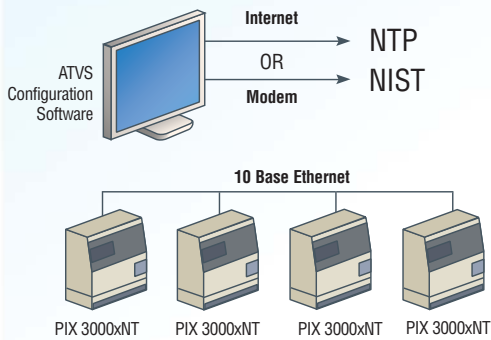 Internet
NTP
OR
ATVS
Configuration
Software
NIST
Modem
10 Base Ethernet
PIX 3000xNT
PIX 3000xNT
PIX 3000xNT
PIX 3000xNT